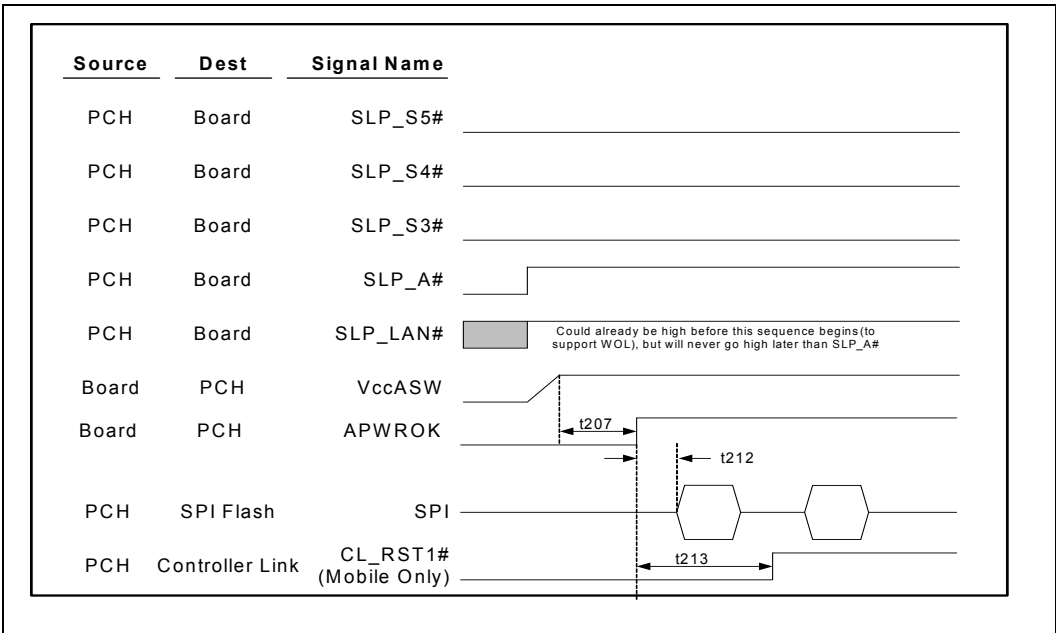 Source Dest Signal Name
PCH Board SLP_S5#
PCH Board SLP_S4#
PCH Board SLP_S3#
PCH Board SLP_A#
PCH Board SLP_LAN#
Could already be high before this sequence begins(to
support WOL), but will never go high later than SLP_A#
Board PCH VccASW
Board PCH APWROK
t207
t212
PCH SPI Flash SPI
PCH Controller Link CL_RST1#
(Mobile Only)
t213